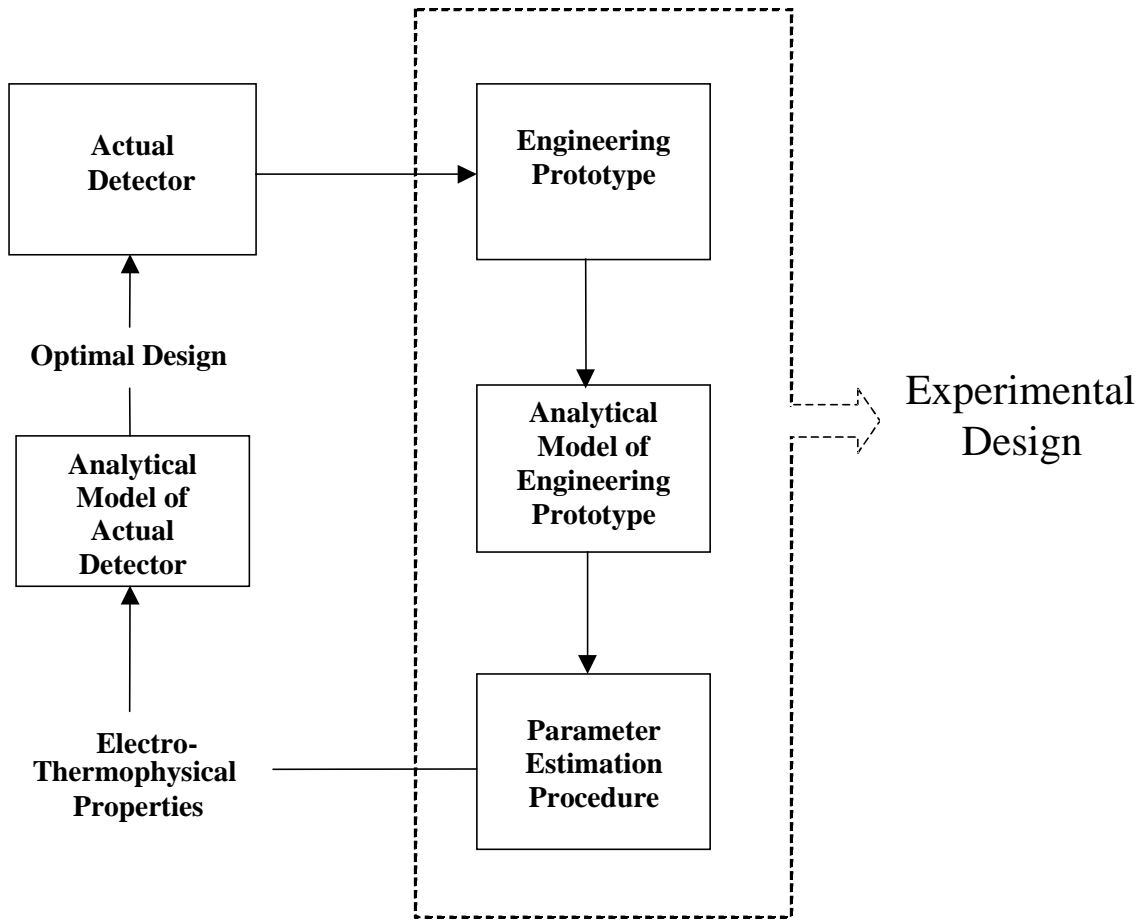 Actual
Detector
Engineering
Prototype
Optimal Design
Analytical
Model of
Actual
Detector
Analytical
Model of
Engineering
Prototype
Experimental
Design
Electro-
Thermophysical
Properties
Parameter
Estimation
Procedure